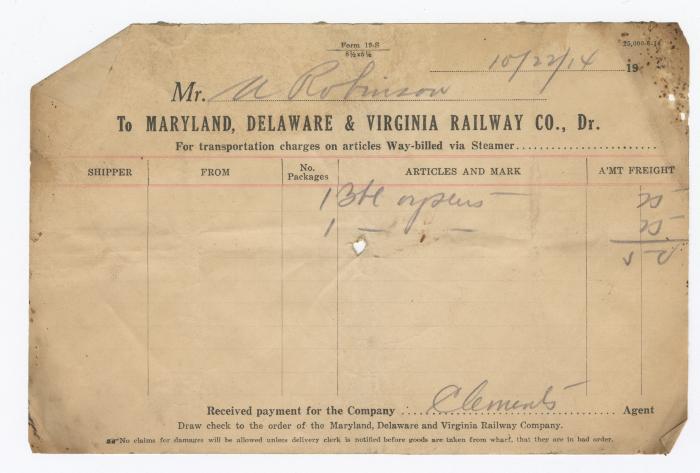 Form 19-S
6½x5½
25,000-6-14
10/22/14 19
Mr. W Robinson
To MARYLAND, DELAWARE & VIRGINIA RAILWAY CO., Dr.
For transportation charges on articles Way-billed via Steamer
SHIPPER FROM No. Packages ARTICLES AND MARK A'MT FREIGHT
1 Bbl oysters 25
1 — — 25
50
Received payment for the Company Clements Agent
Draw check to the order of the Maryland, Delaware and Virginia Railway Company.
No claims for damages will be allowed unless delivery clerk is notified before goods are taken from wharf, that they are in bad order.